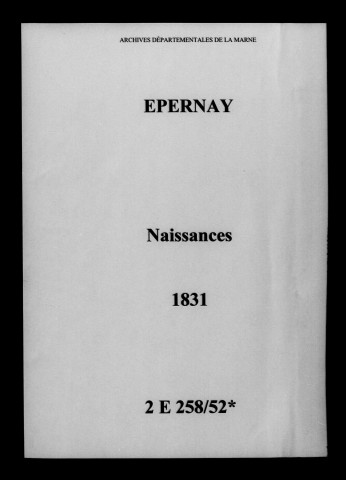 ARCHIVES DÉPARTEMENTALES DE LA MARNE
EPERNAY
Naissances
1831
2 E 258/52*